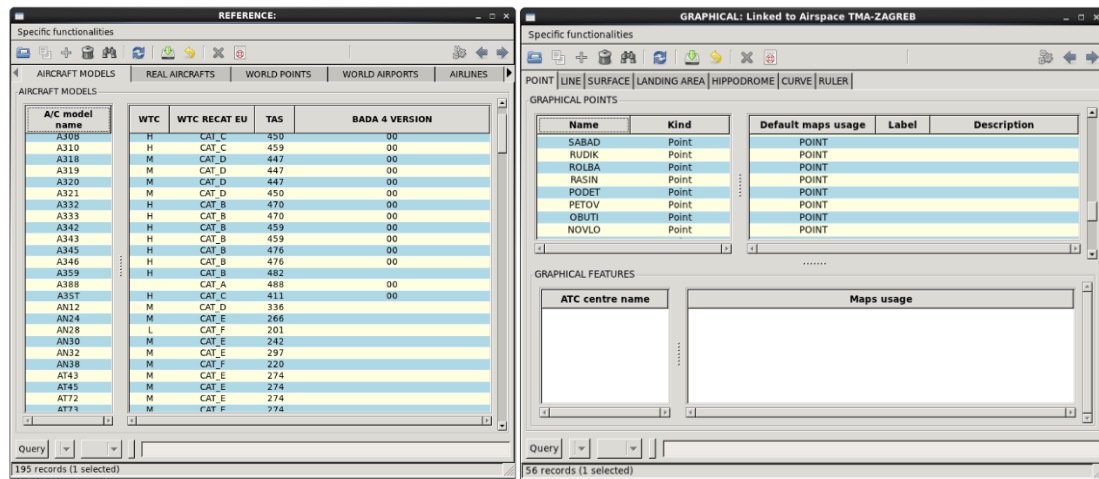 REFERENCE:
Specific functionalities
AIRCRAFT MODELS REAL AIRCRAFTS WORLD POINTS WORLD AIRPORTS AIRLINES
AIRCRAFT MODELS
A/C model name WTC WTC RECAT EU TAS BADA 4 VERSION
A30B H CAT_C 450 00
A310 H CAT_C 459 00
A318 M CAT_D 447 00
A319 M CAT_D 447 00
A320 M CAT_D 447 00
A321 M CAT_D 450 00
A332 H CAT_B 470 00
A333 H CAT_B 470 00
A342 H CAT_B 459 00
A343 H CAT_B 459 00
A345 H CAT_B 476 00
A346 H CAT_B 476 00
A359 H CAT_B 482
A388 CAT_A 488 00
A3ST H CAT_C 411 00
AN12 M CAT_D 336
AN24 M CAT_E 266
AN28 L CAT_F 201
AN30 M CAT_E 242
AN32 M CAT_E 297
AN38 M CAT_F 220
AT43 M CAT_E 274
AT45 M CAT_E 274
AT72 M CAT_E 274
AT73 M CAT_E 274
Query
195 records (1 selected)
GRAPHICAL: Linked to Airspace TMA-ZAGREB
Specific functionalities
POINT LINE SURFACE LANDING AREA HIPPODROME CURVE RULER
GRAPHICAL POINTS
Name Kind Default maps usage Label Description
SABAD Point POINT
RUDIK Point POINT
ROLBA Point POINT
RASIN Point POINT
PODET Point POINT
PETOV Point POINT
OBUTI Point POINT
NOVLO Point POINT
GRAPHICAL FEATURES
ATC centre name Maps usage
Query
56 records (1 selected)